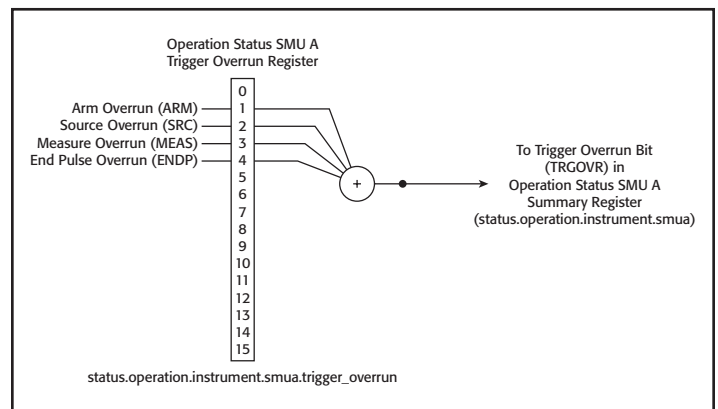 Operation Status SMU A
Trigger Overrun Register
0
Arm Overrun (ARM) 1
Source Overrun (SRC) 2
Measure Overrun (MEAS) 3
End Pulse Overrun (ENDP) 4
5
6
7
8
9
10
11
12
13
14
15
+
To Trigger Overrun Bit
(TRGOVR) in
Operation Status SMU A
Summary Register
(status.operation.instrument.smua)
status.operation.instrument.smua.trigger_overrun